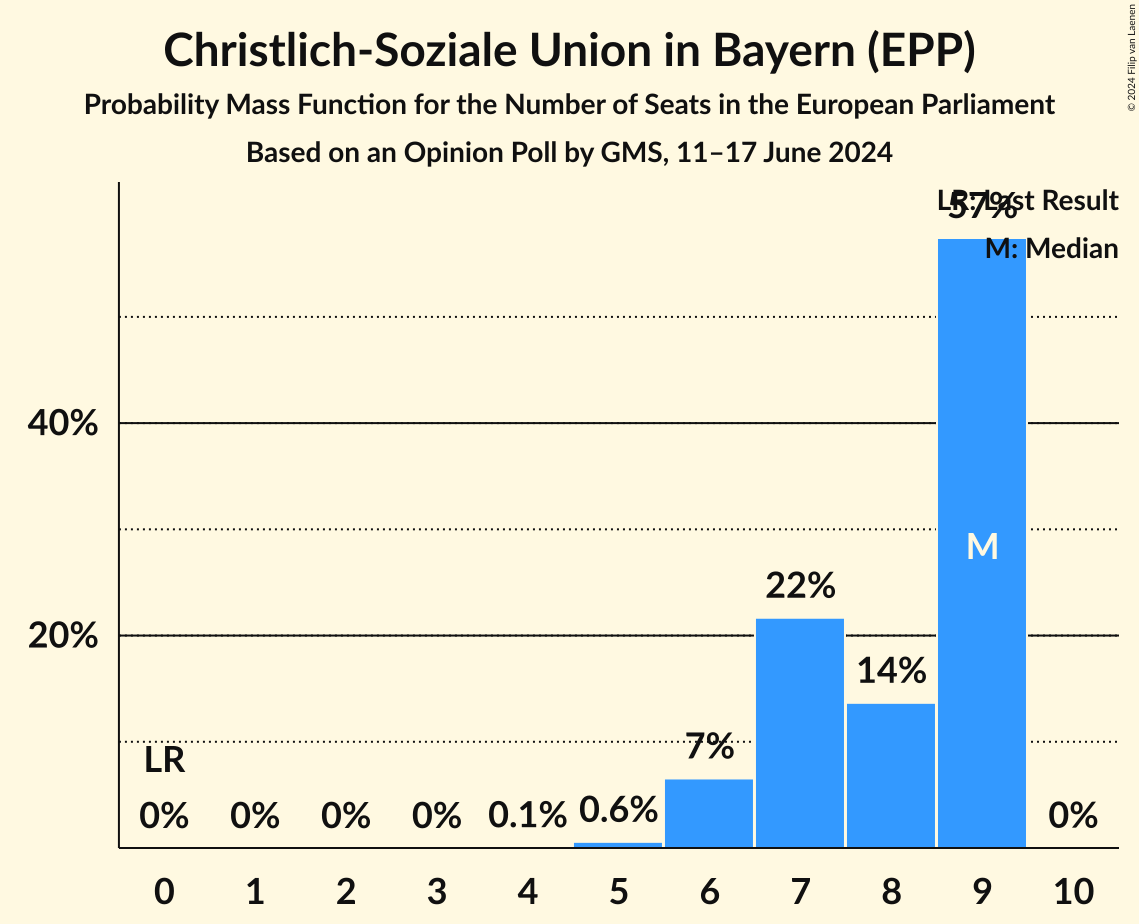 Christlich-Soziale Union in Bayern (EPP)
Probability Mass Function for the Number of Seats in the European Parliament
Based on an Opinion Poll by GMS, 11–17 June 2024
© 2024 Filip van Laenen
LR: Last Result
57%
M: Median
40%
M
22%
20%
14%
7%
LR
0% 0% 0% 0% 0.1% 0.6% 0%
0 1 2 3 4 5 6 7 8 9 10